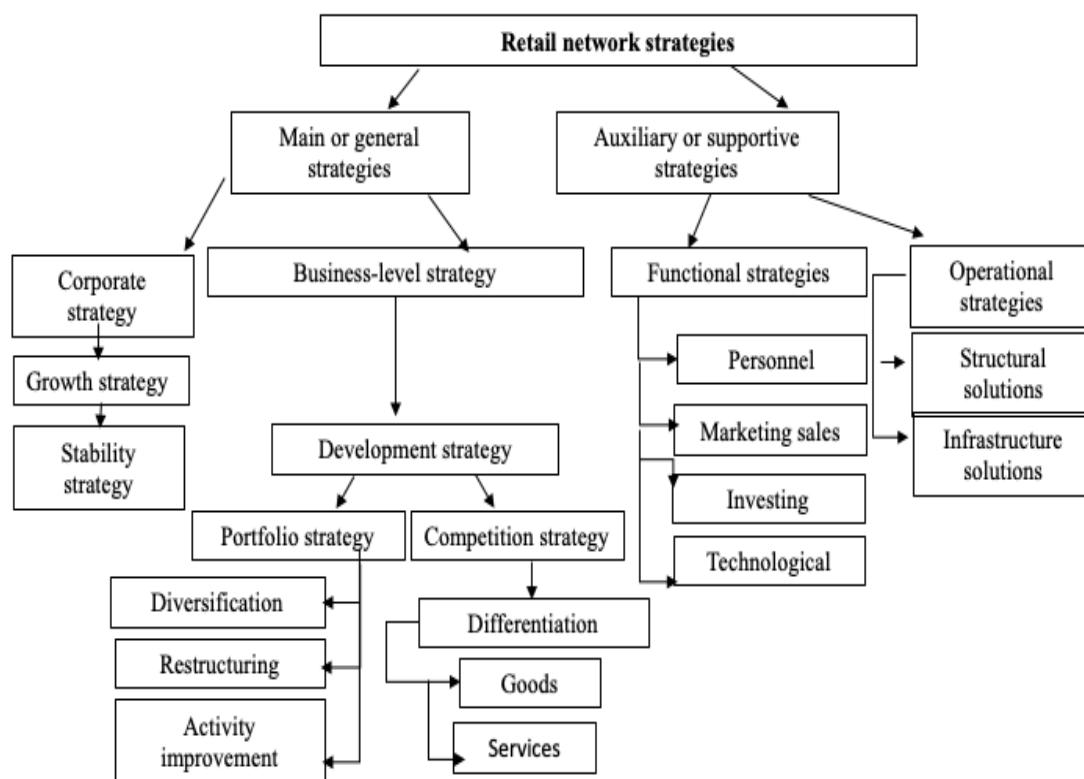 Retail network strategies
Main or general
strategies
Auxiliary or supportive
strategies
Corporate
strategy
Business-level strategy
Functional strategies
Operational
strategies
Growth strategy
Stability
strategy
Personnel
Structural
solutions
Marketing sales
Infrastructure
solutions
Development strategy
Investing
Portfolio strategy
Competition strategy
Technological
Diversification
Differentiation
Restructuring
Goods
Activity
improvement
Services